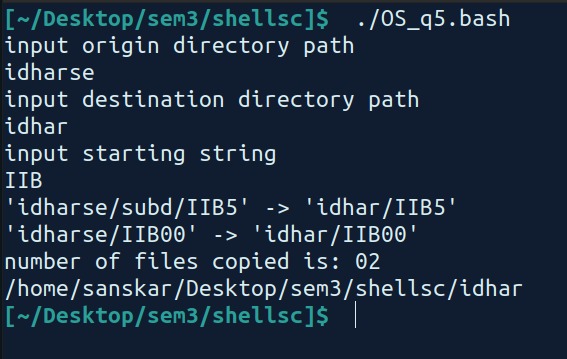 [~/Desktop/sem3/shellsc]$ ./OS_q5.bash
input origin directory path
idharse
input destination directory path
idhar
input starting string
IIB
'idharse/subd/IIB5' -> 'idhar/IIB5'
'idharse/IIB00' -> 'idhar/IIB00'
number of files copied is: 02
/home/sanskar/Desktop/sem3/shellsc/idhar
[~/Desktop/sem3/shellsc]$